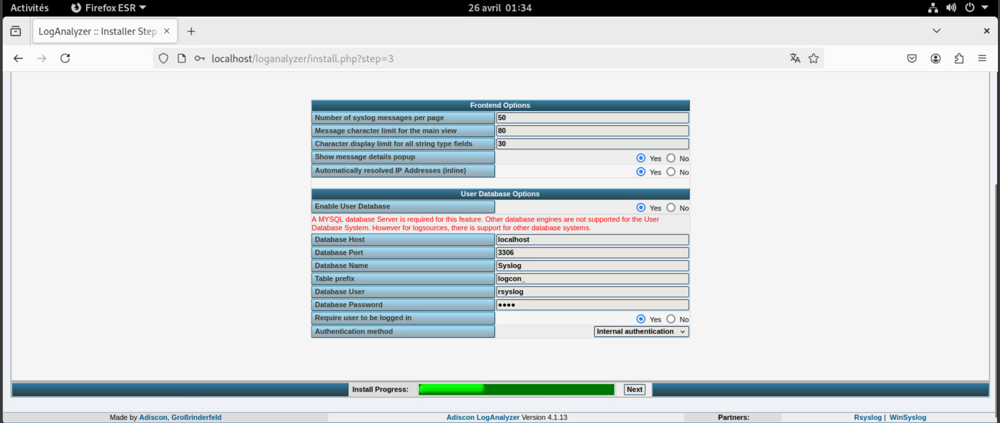 Activités Firefox ESR 26 avril 01:34
LogAnalyzer :: Installer Step
localhost/loganalyzer/install.php?step=3
Frontend Options
Number of syslog messages per page 50
Message character limit for the main view 80
Character display limit for all string type fields 30
Show message details popup Yes No
Automatically resolved IP Addresses (inline) Yes No
User Database Options
Enable User Database Yes No
A MYSQL database Server is required for this feature. Other database engines are not supported for the User
Database System. However for logsources, there is support for other database systems.
Database Host localhost
Database Port 3306
Database Name Syslog
Table prefix logcon_
Database User rsyslog
Database Password ••••
Require user to be logged in Yes No
Authentication method Internal authentication
Install Progress: Next
Made by Adiscon, Großrinderfeld Adiscon LogAnalyzer Version 4.1.13 Partners: Rsyslog | WinSyslog